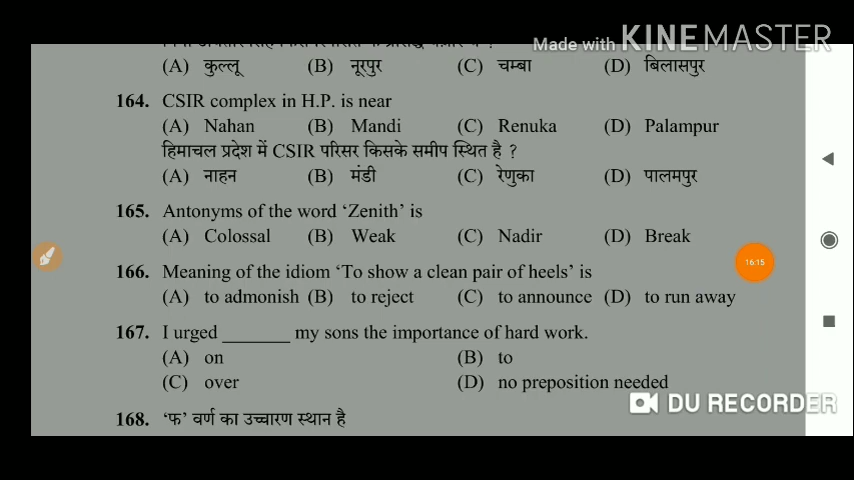 Made with KINEMASTER
(A) कुल्लू (B) नूरपुर (C) चम्बा (D) बिलासपुर
164. CSIR complex in H.P. is near
(A) Nahan (B) Mandi (C) Renuka (D) Palampur
हिमाचल प्रदेश में CSIR परिसर किसके समीप स्थित है ?
(A) नाहन (B) मंडी (C) रेणुका (D) पालमपुर
165. Antonyms of the word ‘Zenith’ is
(A) Colossal (B) Weak (C) Nadir (D) Break
16:15
166. Meaning of the idiom ‘To show a clean pair of heels’ is
(A) to admonish (B) to reject (C) to announce (D) to run away
167. I urged _______ my sons the importance of hard work.
(A) on (B) to
(C) over (D) no preposition needed
DU RECORDER
168. ‘फ’ वर्ण का उच्चारण स्थान है